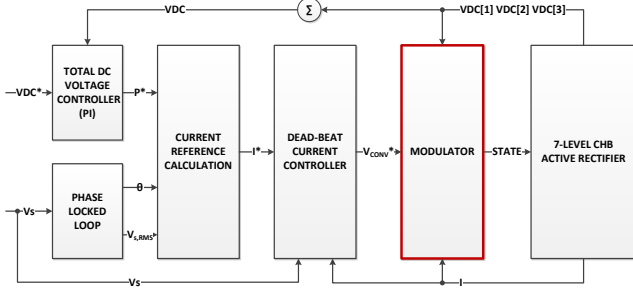 VDC
Σ
VDC[1] VDC[2] VDC[3]
VDC*
TOTAL DC
VOLTAGE
CONTROLLER
(PI)
P*
CURRENT
REFERENCE
CALCULATION
I*
DEAD-BEAT
CURRENT
CONTROLLER
VCONV*
MODULATOR
STATE
7-LEVEL CHB
ACTIVE RECTIFIER
Vs
PHASE
LOCKED
LOOP
θ
Vs,RMS
Vs
I